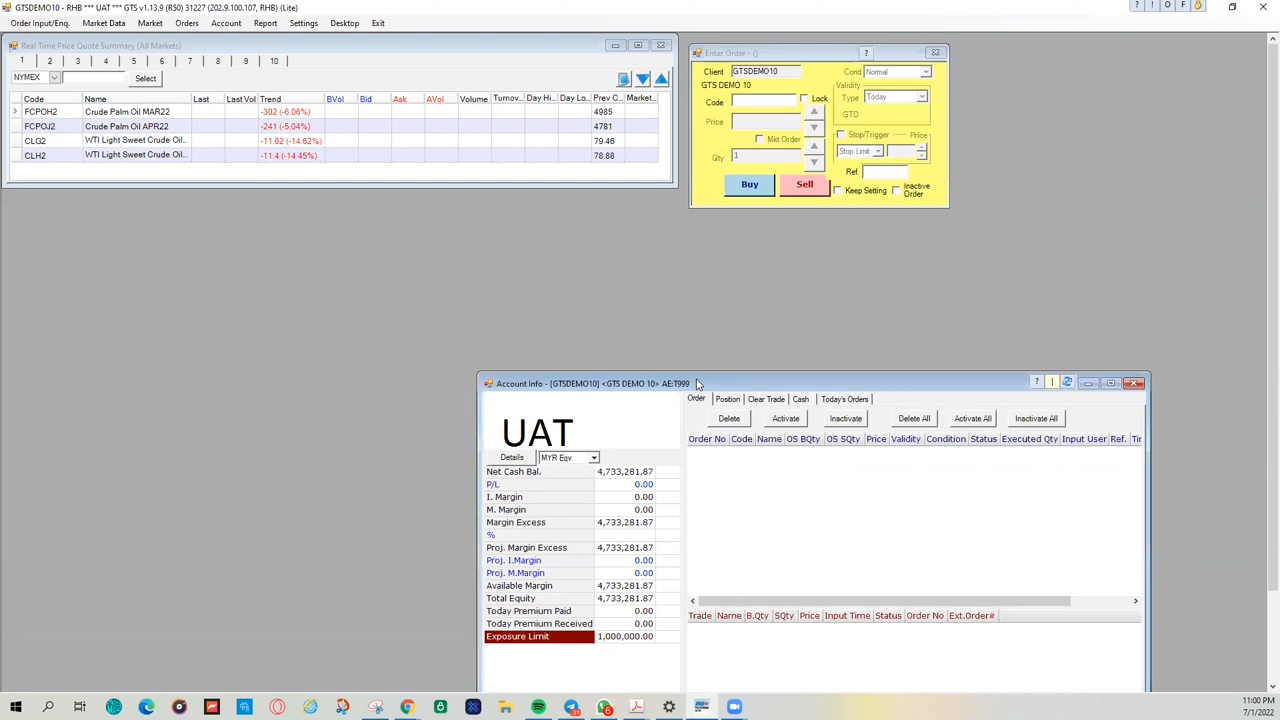 GTSDEMO10 - RHB *** UAT *** GTS v1.13.9 (R50) 31227 (202.9.100.107, RHB) (Lite)
? ! O F
Order Input/Enq. Market Data Market Orders Account Report Settings Desktop Exit
Real Time Price Quote Summary (All Markets)
1 2 3 4 5 6 7 8 9 10
NYMEX Select
Code Name Last Last Vol Trend BVol Bid Ask AVol Volume Turnov... Day Hi... Day Lo... Prev C... Market...
FCPOH2 Crude Palm Oil MAR22 -302 (-6.06%) 4985
FCPOJ2 Crude Palm Oil APR22 -241 (-5.04%) 4781
CLG2 WTI Light Sweet Crude Oil... -11.62 (-14.62%) 79.46
CLH2 WTI Light Sweet Crude Oil... -11.4 (-14.45%) 78.88
Enter Order - () ?
Client GTSDEMO10 Cond Normal
GTS DEMO 10 Validity
Code Lock Type Today
Price GTD
Mkt Order Stop/Trigger Price
Qty 1 Stop Limit
Ref.
Buy Sell Keep Setting Inactive Order
Account Info - [GTSDEMO10] <GTS DEMO 10> AE:T999 ?
Order Position Clear Trade Cash Today's Orders
Delete Activate Inactivate Delete All Activate All Inactivate All
Order No Code Name OS BQty OS SQty Price Validity Condition Status Executed Qty Input User Ref. Tir
UAT
Details MYR Eqv.
Net Cash Bal. 4,733,281.87
P/L 0.00
I. Margin 0.00
M. Margin 0.00
Margin Excess 4,733,281.87
%
Proj. Margin Excess 4,733,281.87
Proj. I.Margin 0.00
Proj. M.Margin 0.00
Available Margin 4,733,281.87
Total Equity 4,733,281.87
Today Premium Paid 0.00
Today Premium Received 0.00
Exposure Limit 1,000,000.00
Trade Name B.Qty SQty Price Input Time Status Order No Ext.Order#
11:00 PM
7/1/2022